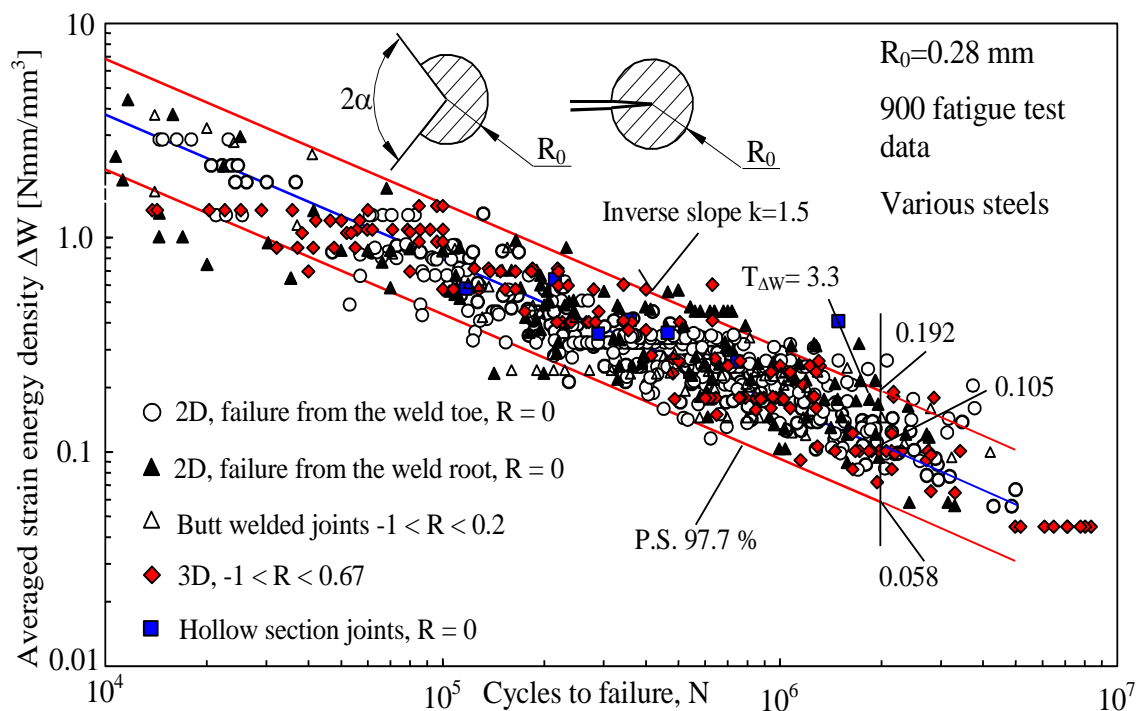 Averaged strain energy density ΔW [Nmm/mm³]
10
1.0
0.1
0.01
2α
R₀
R₀
R₀=0.28 mm
900 fatigue test
data
Various steels
Inverse slope k=1.5
T_ΔW= 3.3
0.192
0.105
0.058
P.S. 97.7 %
2D, failure from the weld toe, R = 0
2D, failure from the weld root, R = 0
Butt welded joints -1 < R < 0.2
3D, -1 < R < 0.67
Hollow section joints, R = 0
10⁴
10⁵
10⁶
10⁷
Cycles to failure, N